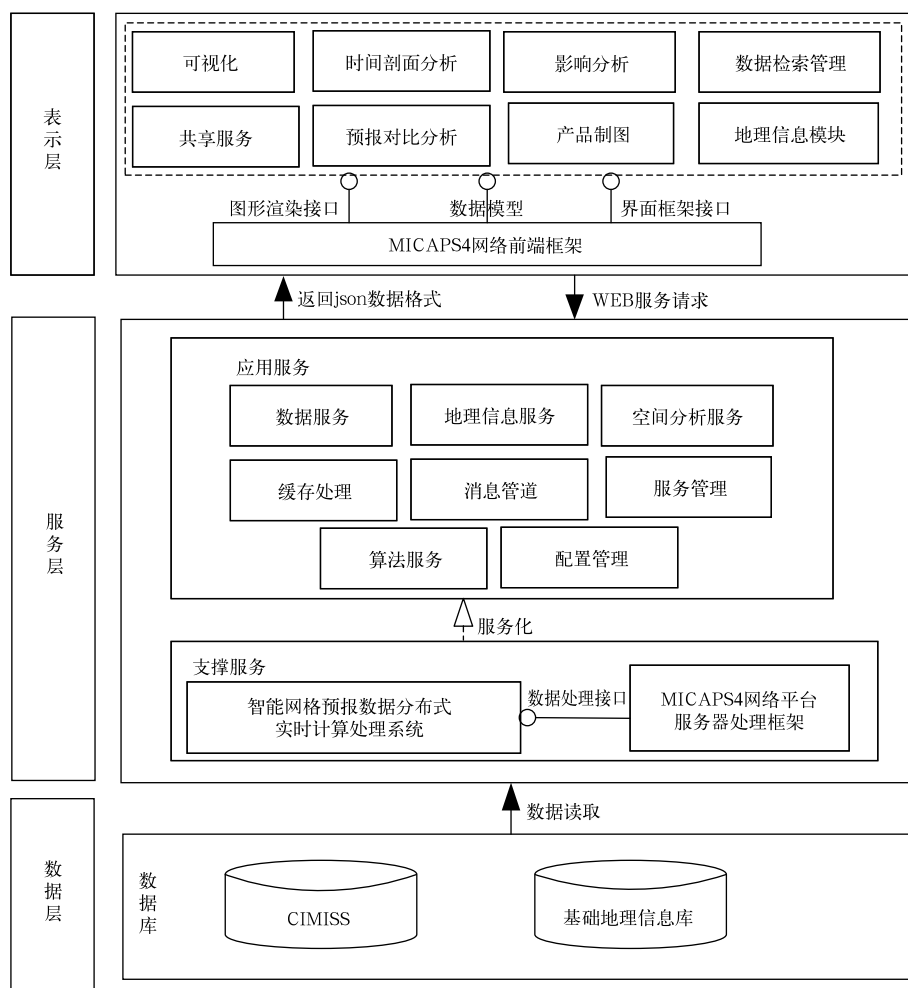 表示层
可视化
时间剖面分析
影响分析
数据检索管理
共享服务
预报对比分析
产品制图
地理信息模块
图形渲染接口
数据模型
界面框架接口
MICAPS4网络前端框架
返回json数据格式
WEB服务请求
服务层
应用服务
数据服务
地理信息服务
空间分析服务
缓存处理
消息管道
服务管理
算法服务
配置管理
服务化
支撑服务
智能网格预报数据分布式
实时计算处理系统
数据处理接口
MICAPS4网络平台
服务器处理框架
数据读取
数据层
数据库
CIMISS
基础地理信息库